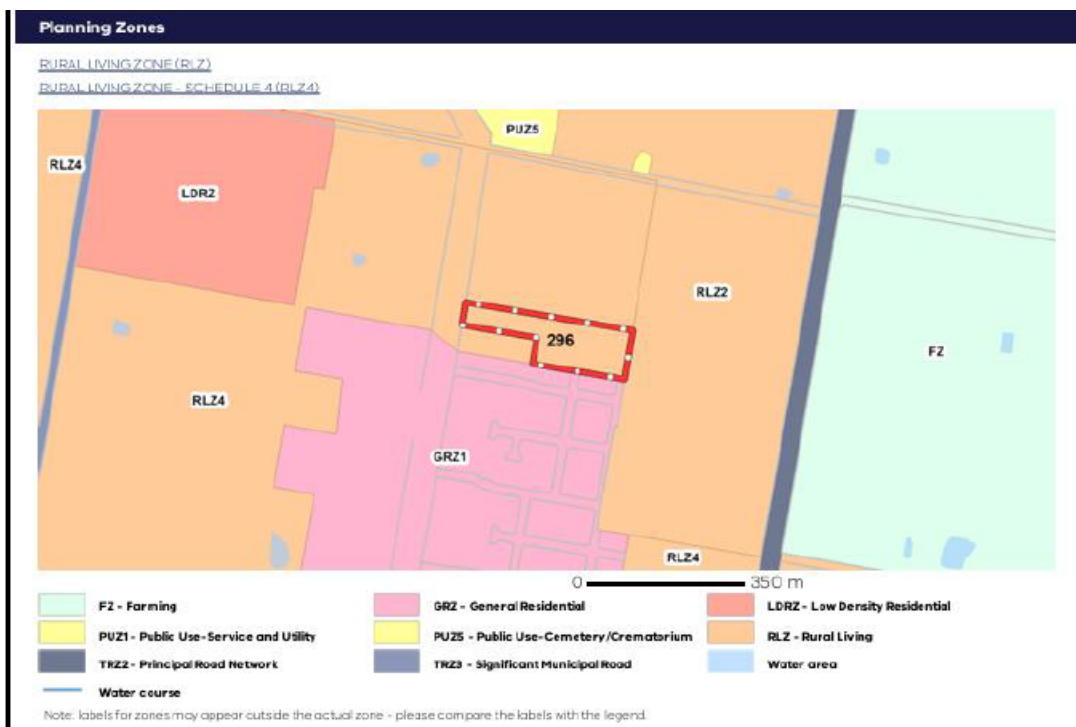 Planning Zones
RURAL LIVING ZONE (RLZ)
RURAL LIVING ZONE - SCHEDULE 4 (RLZ4)
PUZ5
RLZ4
LDRZ
RLZ2
296
FZ
RLZ4
GRZ1
RLZ4
0 350 m
FZ - Farming GRZ - General Residential LDRZ - Low Density Residential
PUZ1 - Public Use-Service and Utility PUZ5 - Public Use-Cemetery/Crematorium RLZ - Rural Living
TRZ2 - Principal Road Network TRZ3 - Significant Municipal Road Water area
Water course
Note: labels for zones may appear outside the actual zone - please compare the labels with the legend.